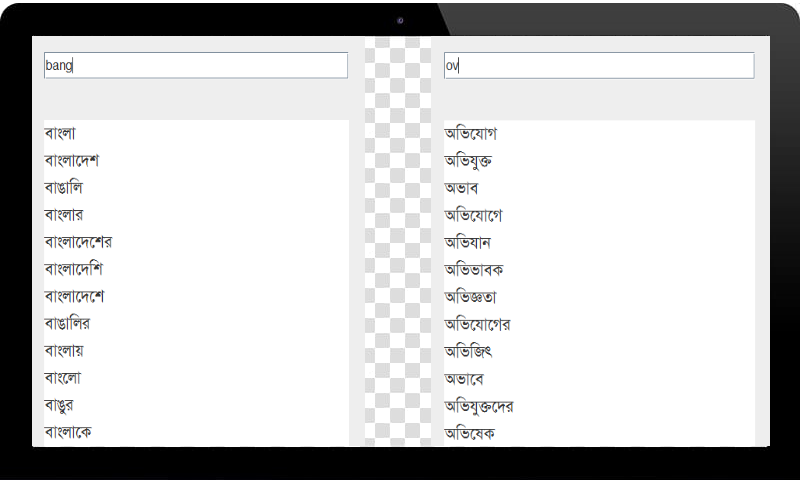 bang
বাংলা
বাংলাদেশ
বাঙালি
বাংলার
বাংলাদেশের
বাংলাদেশি
বাংলাদেশে
বাঙালির
বাংলায়
বাংলো
বাঙুর
বাংলাকে
ov
অভিযোগ
অভিযুক্ত
অভাব
অভিযোগে
অভিযান
অভিভাবক
অভিজ্ঞতা
অভিযোগের
অভিজিৎ
অভাবে
অভিযুক্তদের
অভিষেক